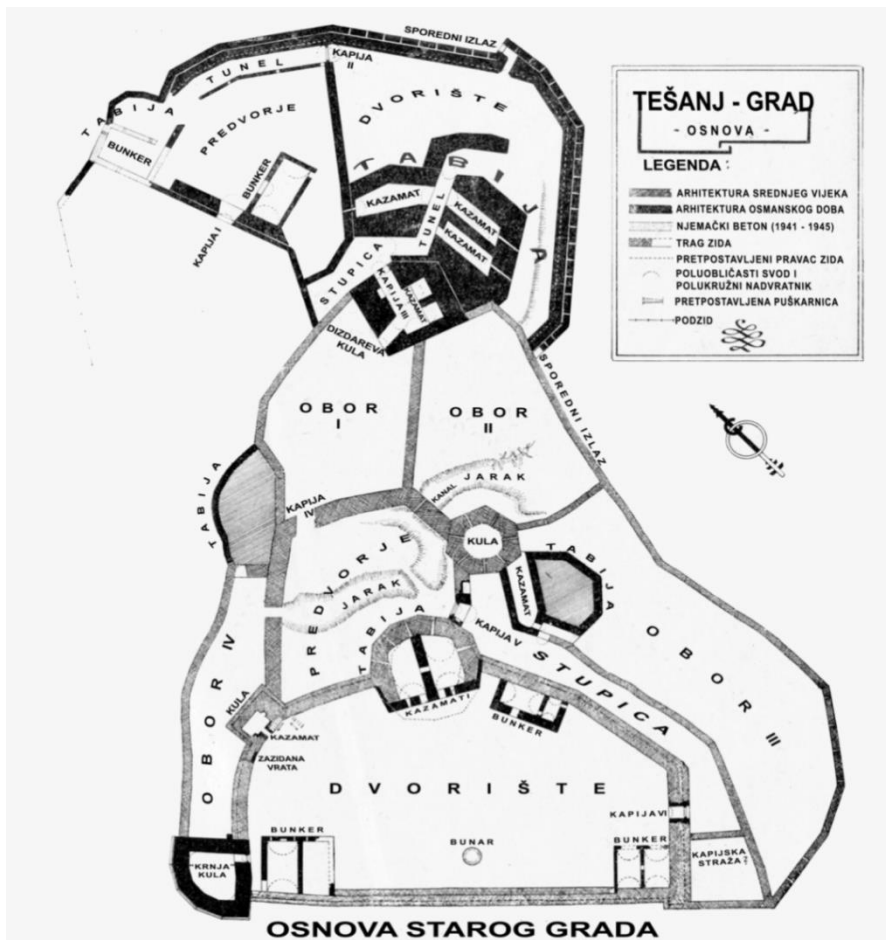 SPOREDNI IZLAZ
KAPIJA
II
TUNEL
TABIJA
PREDVORJE
DVORIŠTE
BUNKER
BUNKER
KAPIJA I
TABIJA
KAZAMAT
TUNEL
KAZAMAT
KAZAMAT
STUPICA
KAPIJA III
KAZAMAT
DIZDAREVA
KULA
TEŠANJ - GRAD
- OSNOVA -
LEGENDA :
ARHITEKTURA SREDNJEG VIJEKA
ARHITEKTURA OSMANSKOG DOBA
NJEMAČKI BETON (1941 - 1945)
TRAG ZIDA
PRETPOSTAVLJENI PRAVAC ZIDA
POLUOBLIČASTI SVOD I
POLUKRUŽNI NADVRATNIK
PRETPOSTAVLJENA PUŠKARNICA
PODZID
SPOREDNI IZLAZ
OBOR
I
OBOR
II
JARAK
KANAL
TABIJA
KAPIJA
IV
KULA
PREDVORJE
JARAK
TABIJA
KAZAMAT
TABIJA
KAPIJA V
STUPICA
OBOR III
OBOR IV
KULA
KAZAMAT
ZAZIDANA
VRATA
KAZAMATI
BUNKER
DVORIŠTE
KAPIJA VI
BUNKER
BUNAR
BUNKER
"KRNJA"
KULA
KAPIJSKA
STRAŽA ?
OSNOVA STAROG GRADA